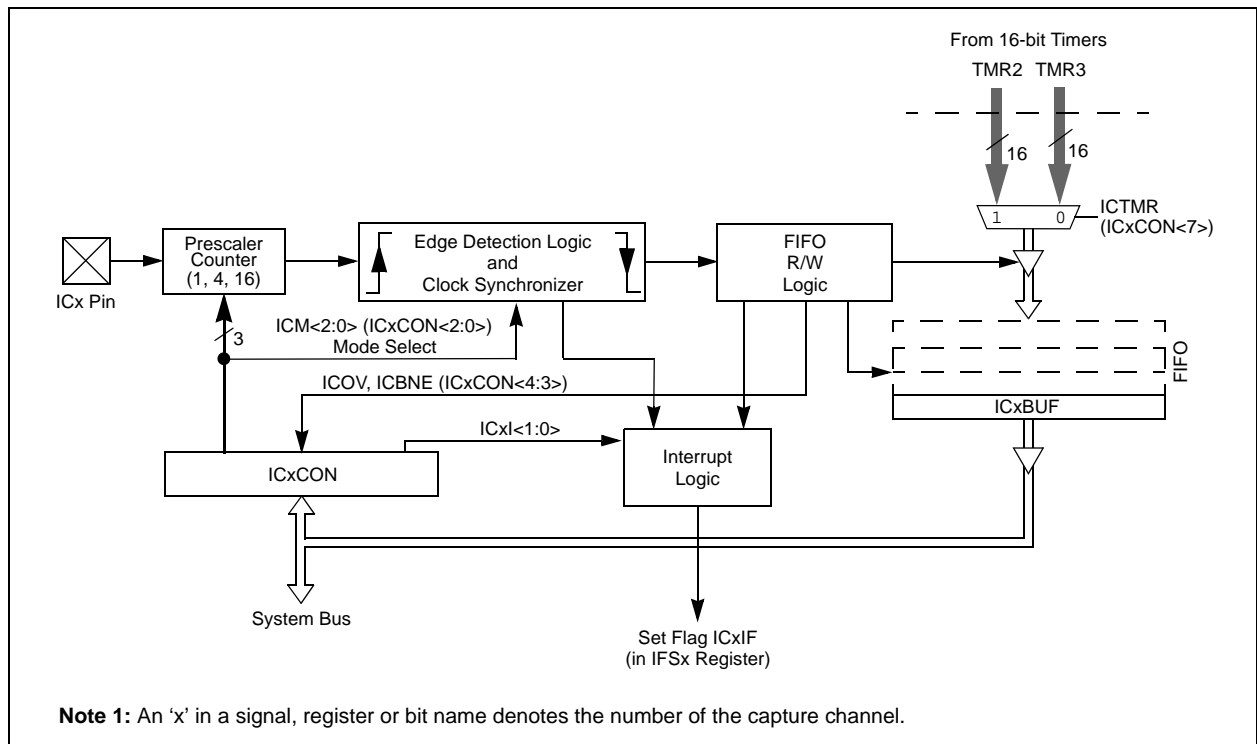 From 16-bit Timers
TMR2 TMR3
16
16
1 0
ICTMR
(ICxCON<7>)
Prescaler
Counter
(1, 4, 16)
Edge Detection Logic
and
Clock Synchronizer
FIFO
R/W
Logic
ICx Pin
3
ICM<2:0> (ICxCON<2:0>)
Mode Select
FIFO
ICOV, ICBNE (ICxCON<4:3>)
ICxBUF
ICxI<1:0>
Interrupt
Logic
ICxCON
System Bus
Set Flag ICxIF
(in IFSx Register)
Note 1: An ‘x’ in a signal, register or bit name denotes the number of the capture channel.